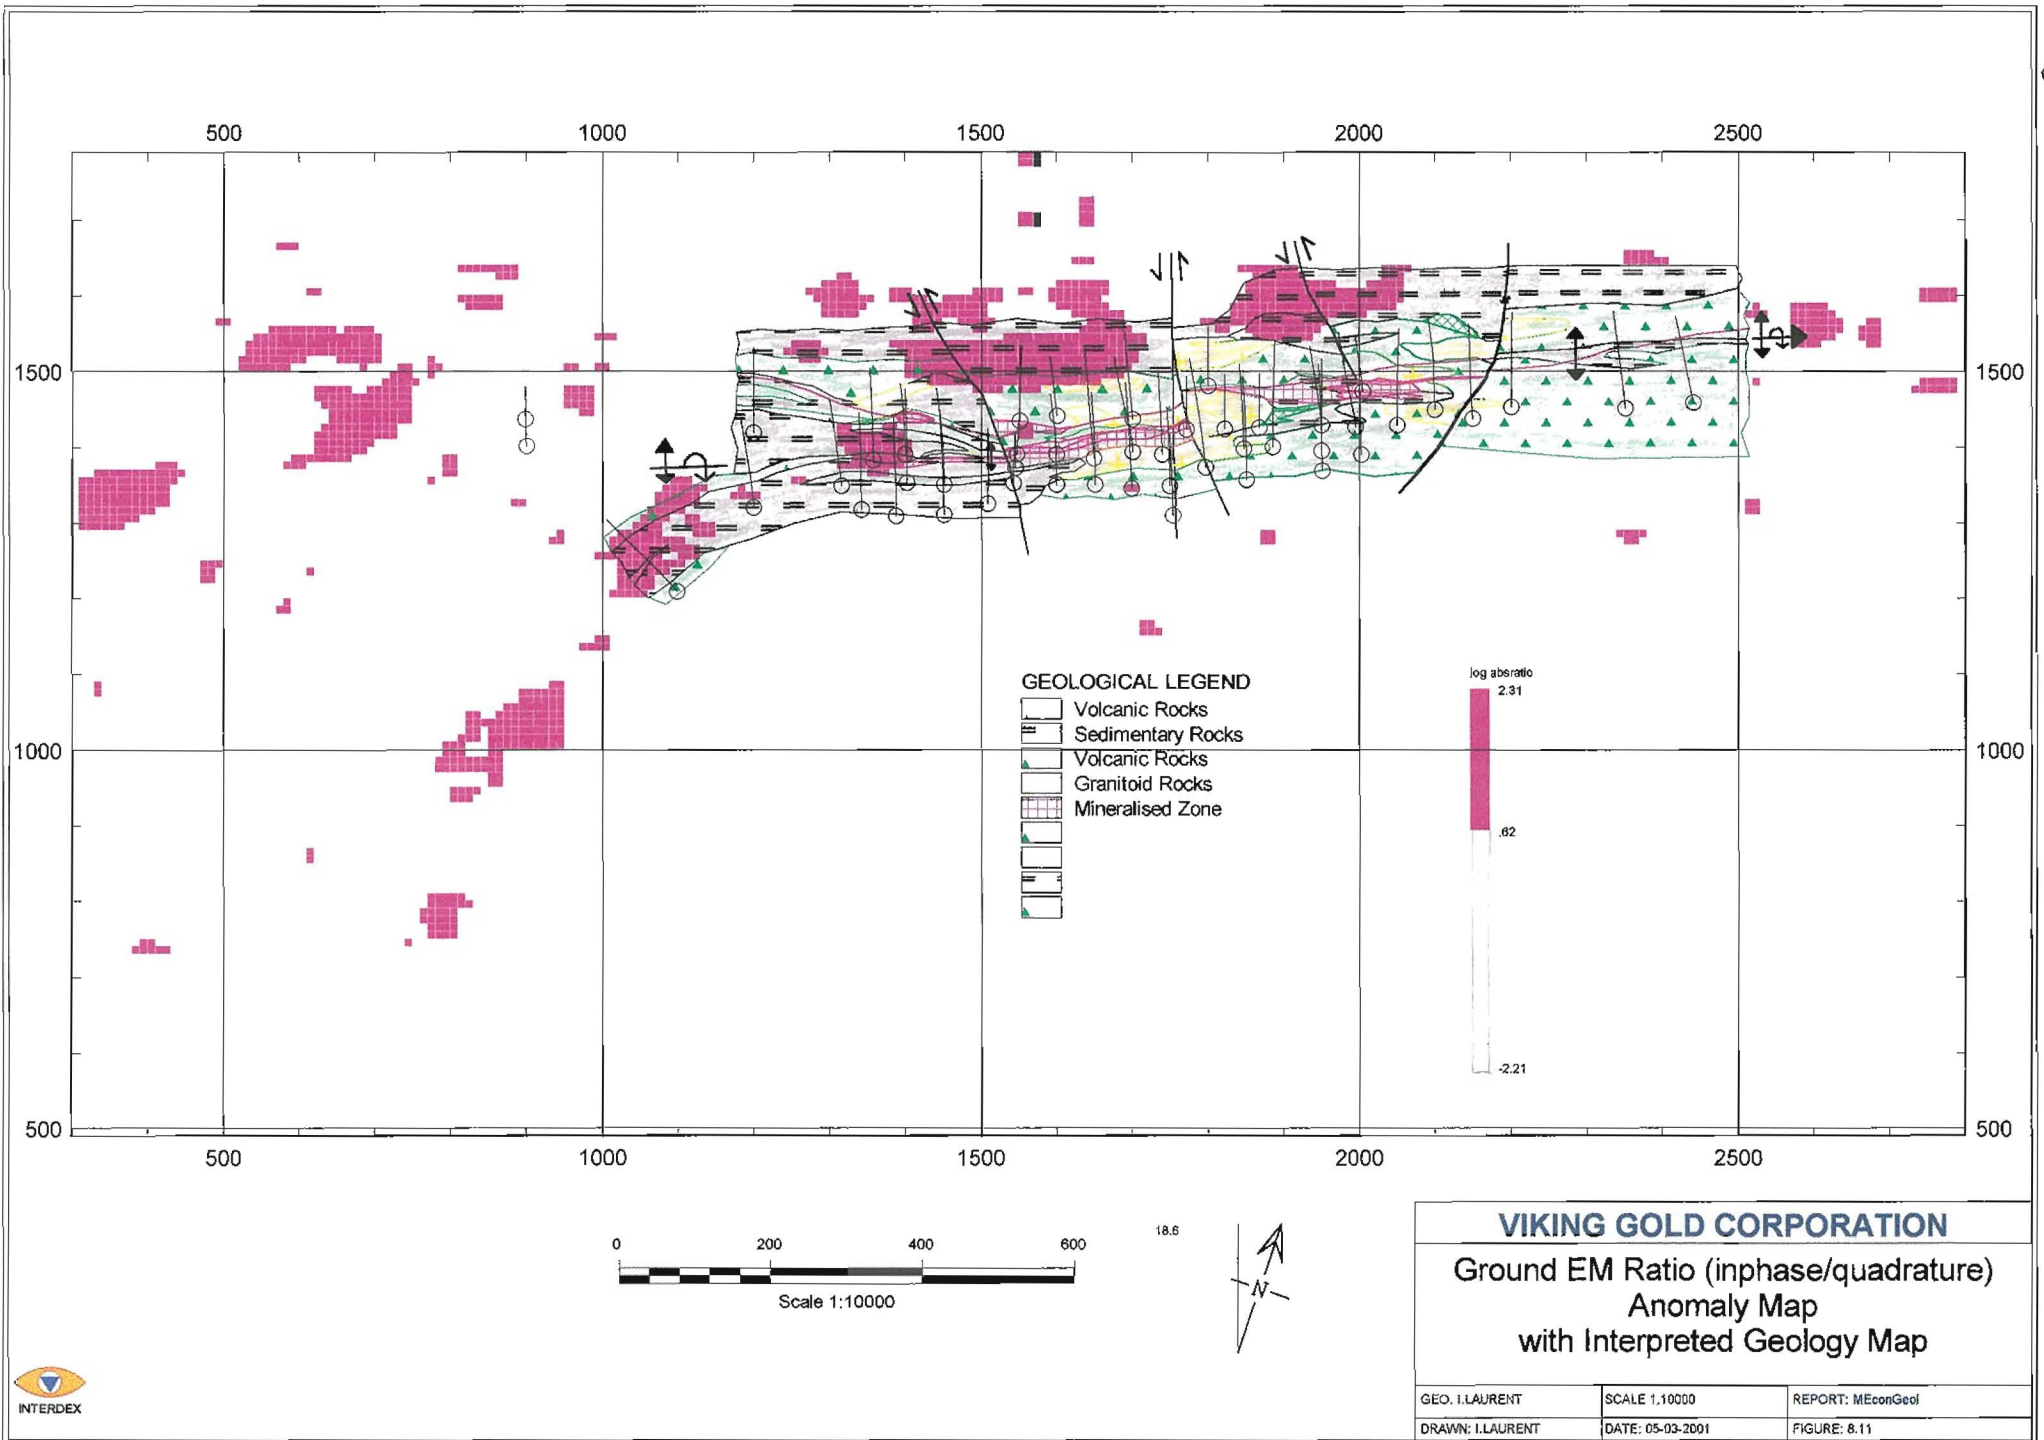 500 1000 1500 2000 2500
1500 1500
GEOLOGICAL LEGEND
Volcanic Rocks
Sedimentary Rocks
Volcanic Rocks
Granitoid Rocks
Mineralised Zone
log absratio
2.31
.62
-2.21
1000 1000
500 500
500 1000 1500 2000 2500
0 200 400 600
Scale 1:10000
18.6
N
INTERDEX
VIKING GOLD CORPORATION
Ground EM Ratio (inphase/quadrature)
Anomaly Map
with Interpreted Geology Map
GEO. I.LAURENT SCALE 1,10000 REPORT: MEconGeol
DRAWN: I.LAURENT DATE: 05-03-2001 FIGURE: 8.11